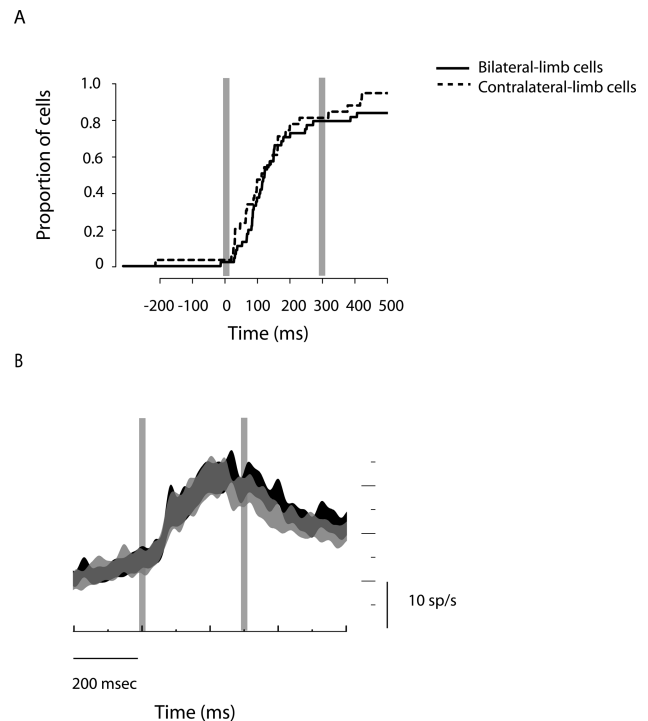 A
Bilateral-limb cells
Contralateral-limb cells
Proportion of cells
1.0
0.8
0.6
0.4
0.2
0
-200 -100 0 100 200 300 400 500
Time (ms)
B
10 sp/s
200 msec
Time (ms)